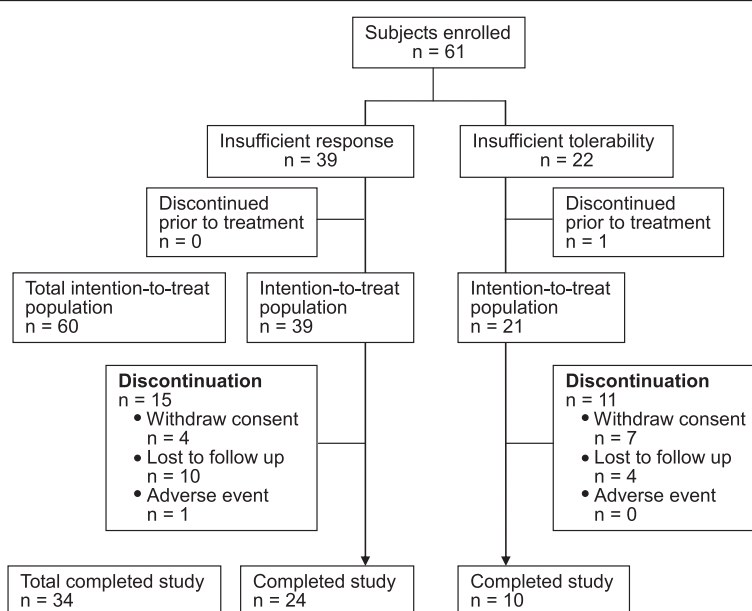 Subjects enrolled
n = 61
Insufficient response
n = 39
Insufficient tolerability
n = 22
Discontinued
prior to treatment
n = 0
Discontinued
prior to treatment
n = 1
Total intention-to-treat
population
n = 60
Intention-to-treat
population
n = 39
Intention-to-treat
population
n = 21
Discontinuation
n = 15
• Withdraw consent
n = 4
• Lost to follow up
n = 10
• Adverse event
n = 1
Discontinuation
n = 11
• Withdraw consent
n = 7
• Lost to follow up
n = 4
• Adverse event
n = 0
Total completed study
n = 34
Completed study
n = 24
Completed study
n = 10